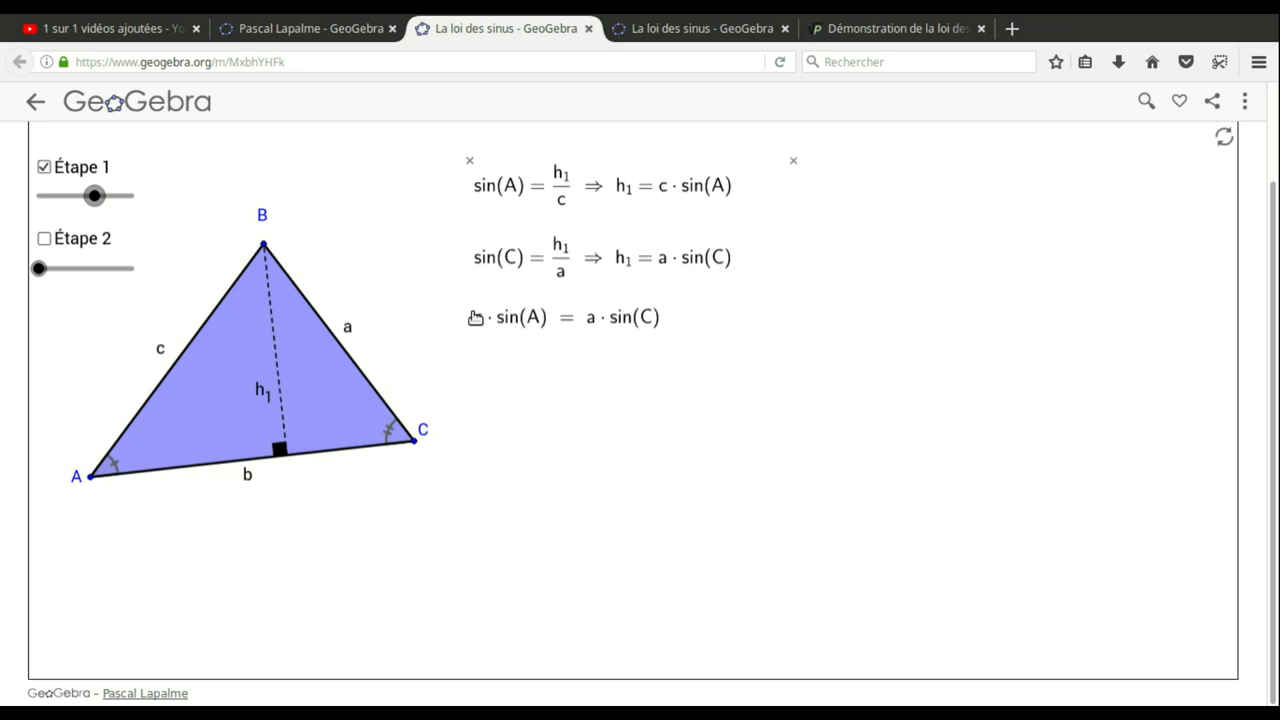 1 sur 1 vidéos ajoutées - Yo
Pascal Lapalme - GeoGebra
La loi des sinus - GeoGebra
La loi des sinus - GeoGebra
Démonstration de la loi des
https://www.geogebra.org/m/MxbhYHFk
Rechercher
GeoGebra
Étape 1
Étape 2
B
c
a
h₁
A
b
C
sin(A) = h₁/c ⇒ h₁ = c · sin(A)
sin(C) = h₁/a ⇒ h₁ = a · sin(C)
· sin(A) = a · sin(C)
GeoGebra – Pascal Lapalme